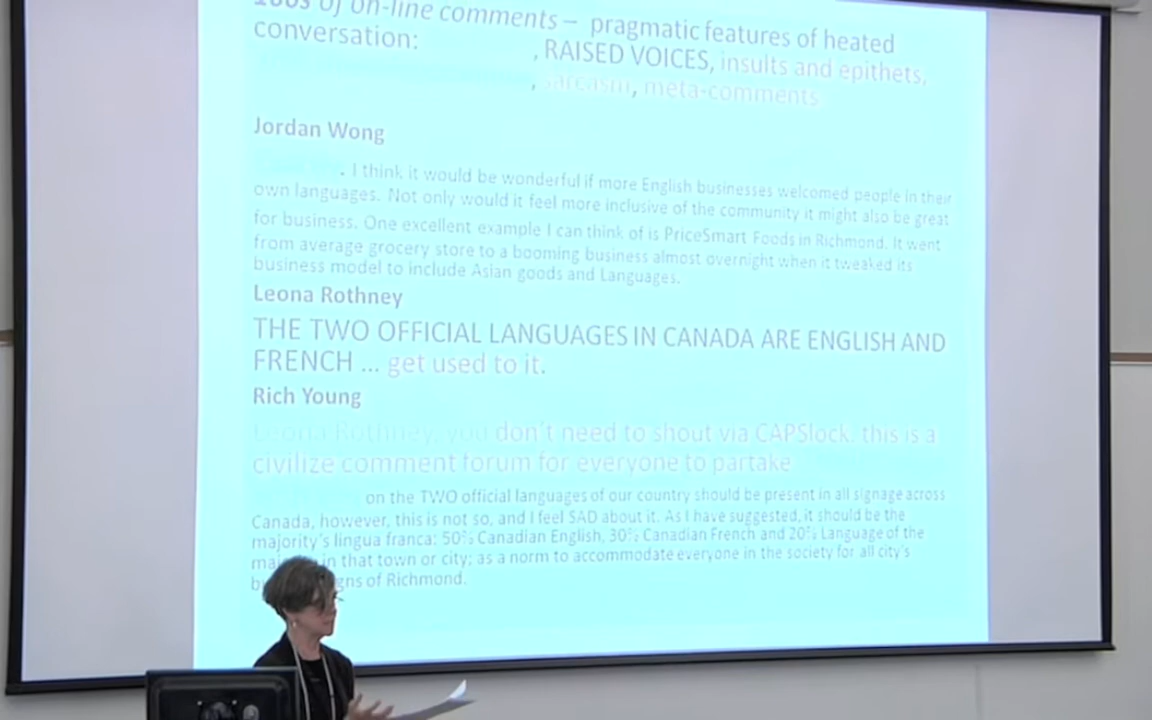 100s of on-line comments – pragmatic features of heated
conversation: , RAISED VOICES, insults and epithets,
, sarcasm, meta-comments
Jordan Wong
. I think it would be wonderful if more English businesses welcomed people in their
own languages. Not only would it feel more inclusive of the community it might also be great
for business. One excellent example I can think of is PriceSmart Foods in Richmond. It went
from average grocery store to a booming business almost overnight when it tweaked its
business model to include Asian goods and Languages.
Leona Rothney
THE TWO OFFICIAL LANGUAGES IN CANADA ARE ENGLISH AND
FRENCH ... get used to it.
Rich Young
Leona Rothney, you don't need to shout via CAPSlock, this is a
civilize comment forum for everyone to partake
on the TWO official languages of our country should be present in all signage across
Canada, however, this is not so, and I feel SAD about it. As I have suggested, it should be the
majority's lingua franca: 50% Canadian English, 30% Canadian French and 20% Language of the
in that town or city; as a norm to accommodate everyone in the society for all city's
of Richmond.